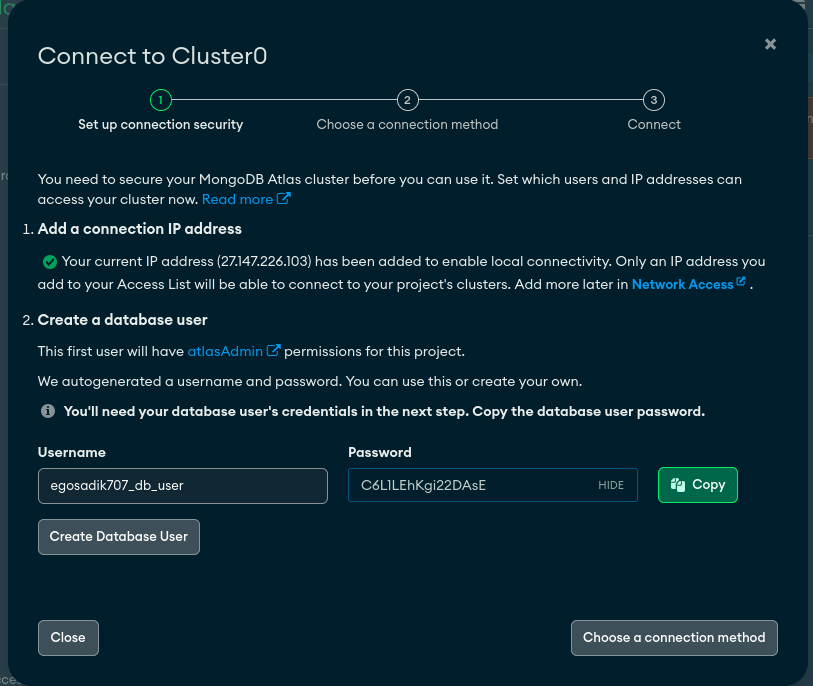 Connect to Cluster0
1
2
3
Set up connection security
Choose a connection method
Connect
You need to secure your MongoDB Atlas cluster before you can use it. Set which users and IP addresses can
access your cluster now. Read more
1. Add a connection IP address
Your current IP address (27.147.226.103) has been added to enable local connectivity. Only an IP address you
add to your Access List will be able to connect to your project's clusters. Add more later in Network Access .
2. Create a database user
This first user will have atlasAdmin permissions for this project.
We autogenerated a username and password. You can use this or create your own.
You'll need your database user's credentials in the next step. Copy the database user password.
Username
Password
egosadik707_db_user
C6L1LEhKgi22DAsE
HIDE
Copy
Create Database User
Close
Choose a connection method